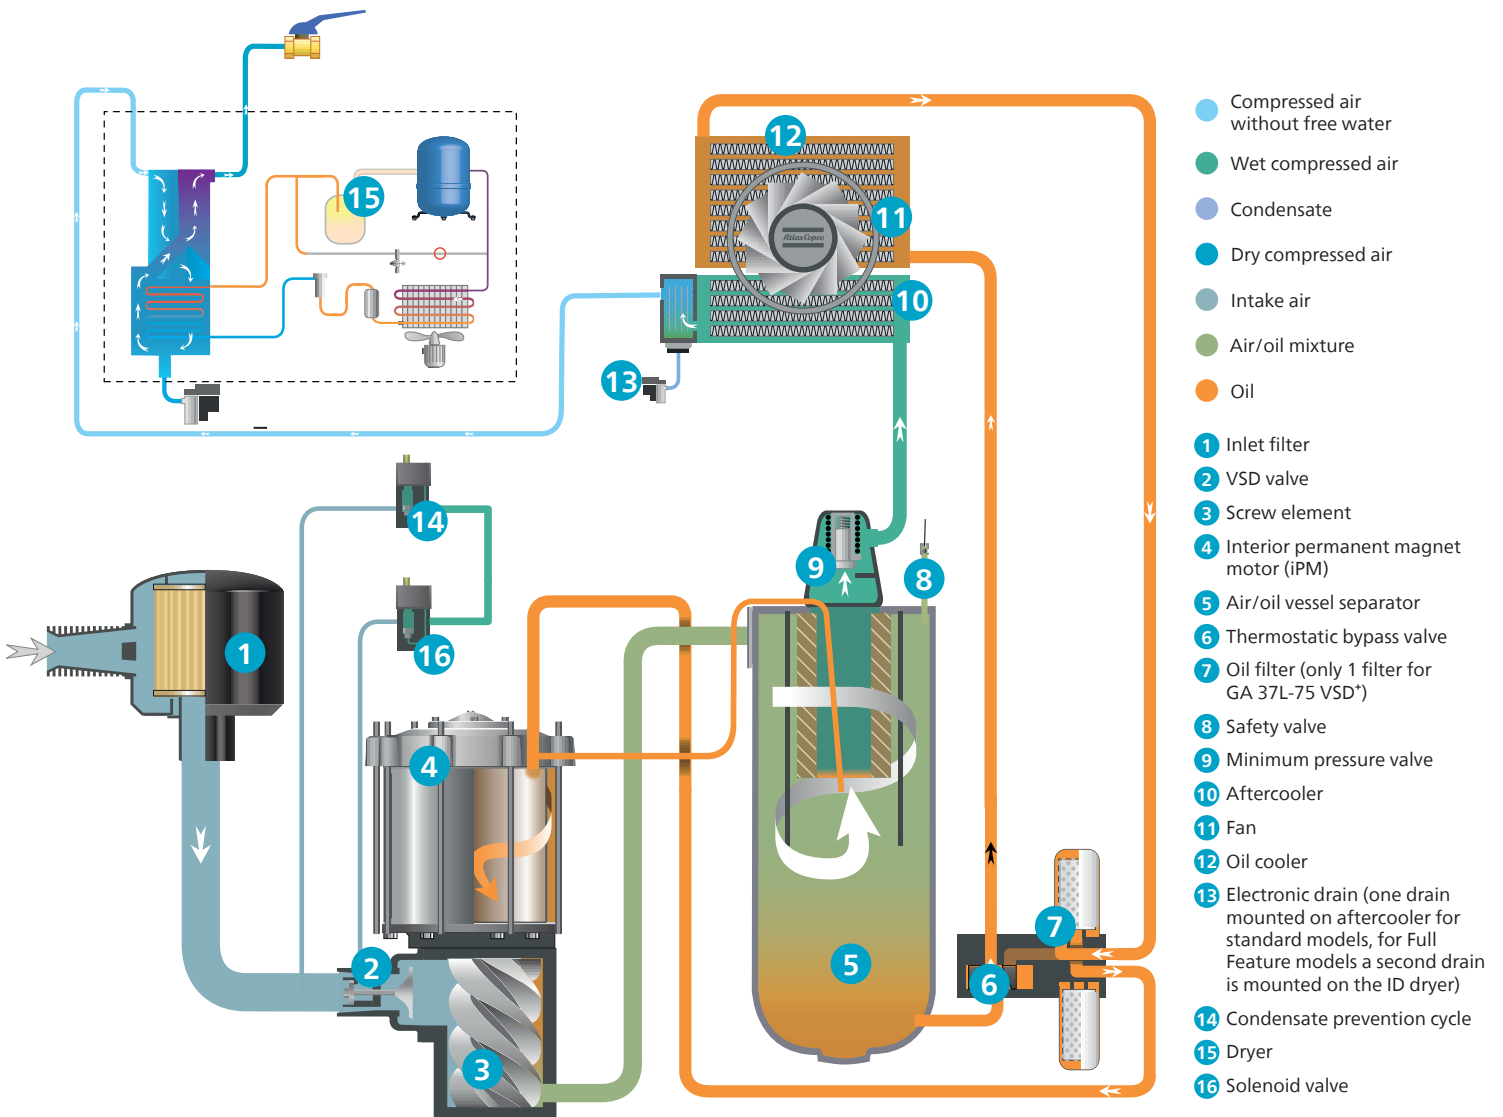 Compressed air
without free water
Wet compressed air
Condensate
Dry compressed air
Intake air
Air/oil mixture
Oil
1 Inlet filter
2 VSD valve
3 Screw element
4 Interior permanent magnet
motor (iPM)
5 Air/oil vessel separator
6 Thermostatic bypass valve
7 Oil filter (only 1 filter for
GA 37L-75 VSD⁺)
8 Safety valve
9 Minimum pressure valve
10 Aftercooler
11 Fan
12 Oil cooler
13 Electronic drain (one drain
mounted on aftercooler for
standard models, for Full
Feature models a second drain
is mounted on the ID dryer)
14 Condensate prevention cycle
15 Dryer
16 Solenoid valve
12
15
11
Atlas Copco
10
13
14
9
8
1
16
4
7
2
5
6
3